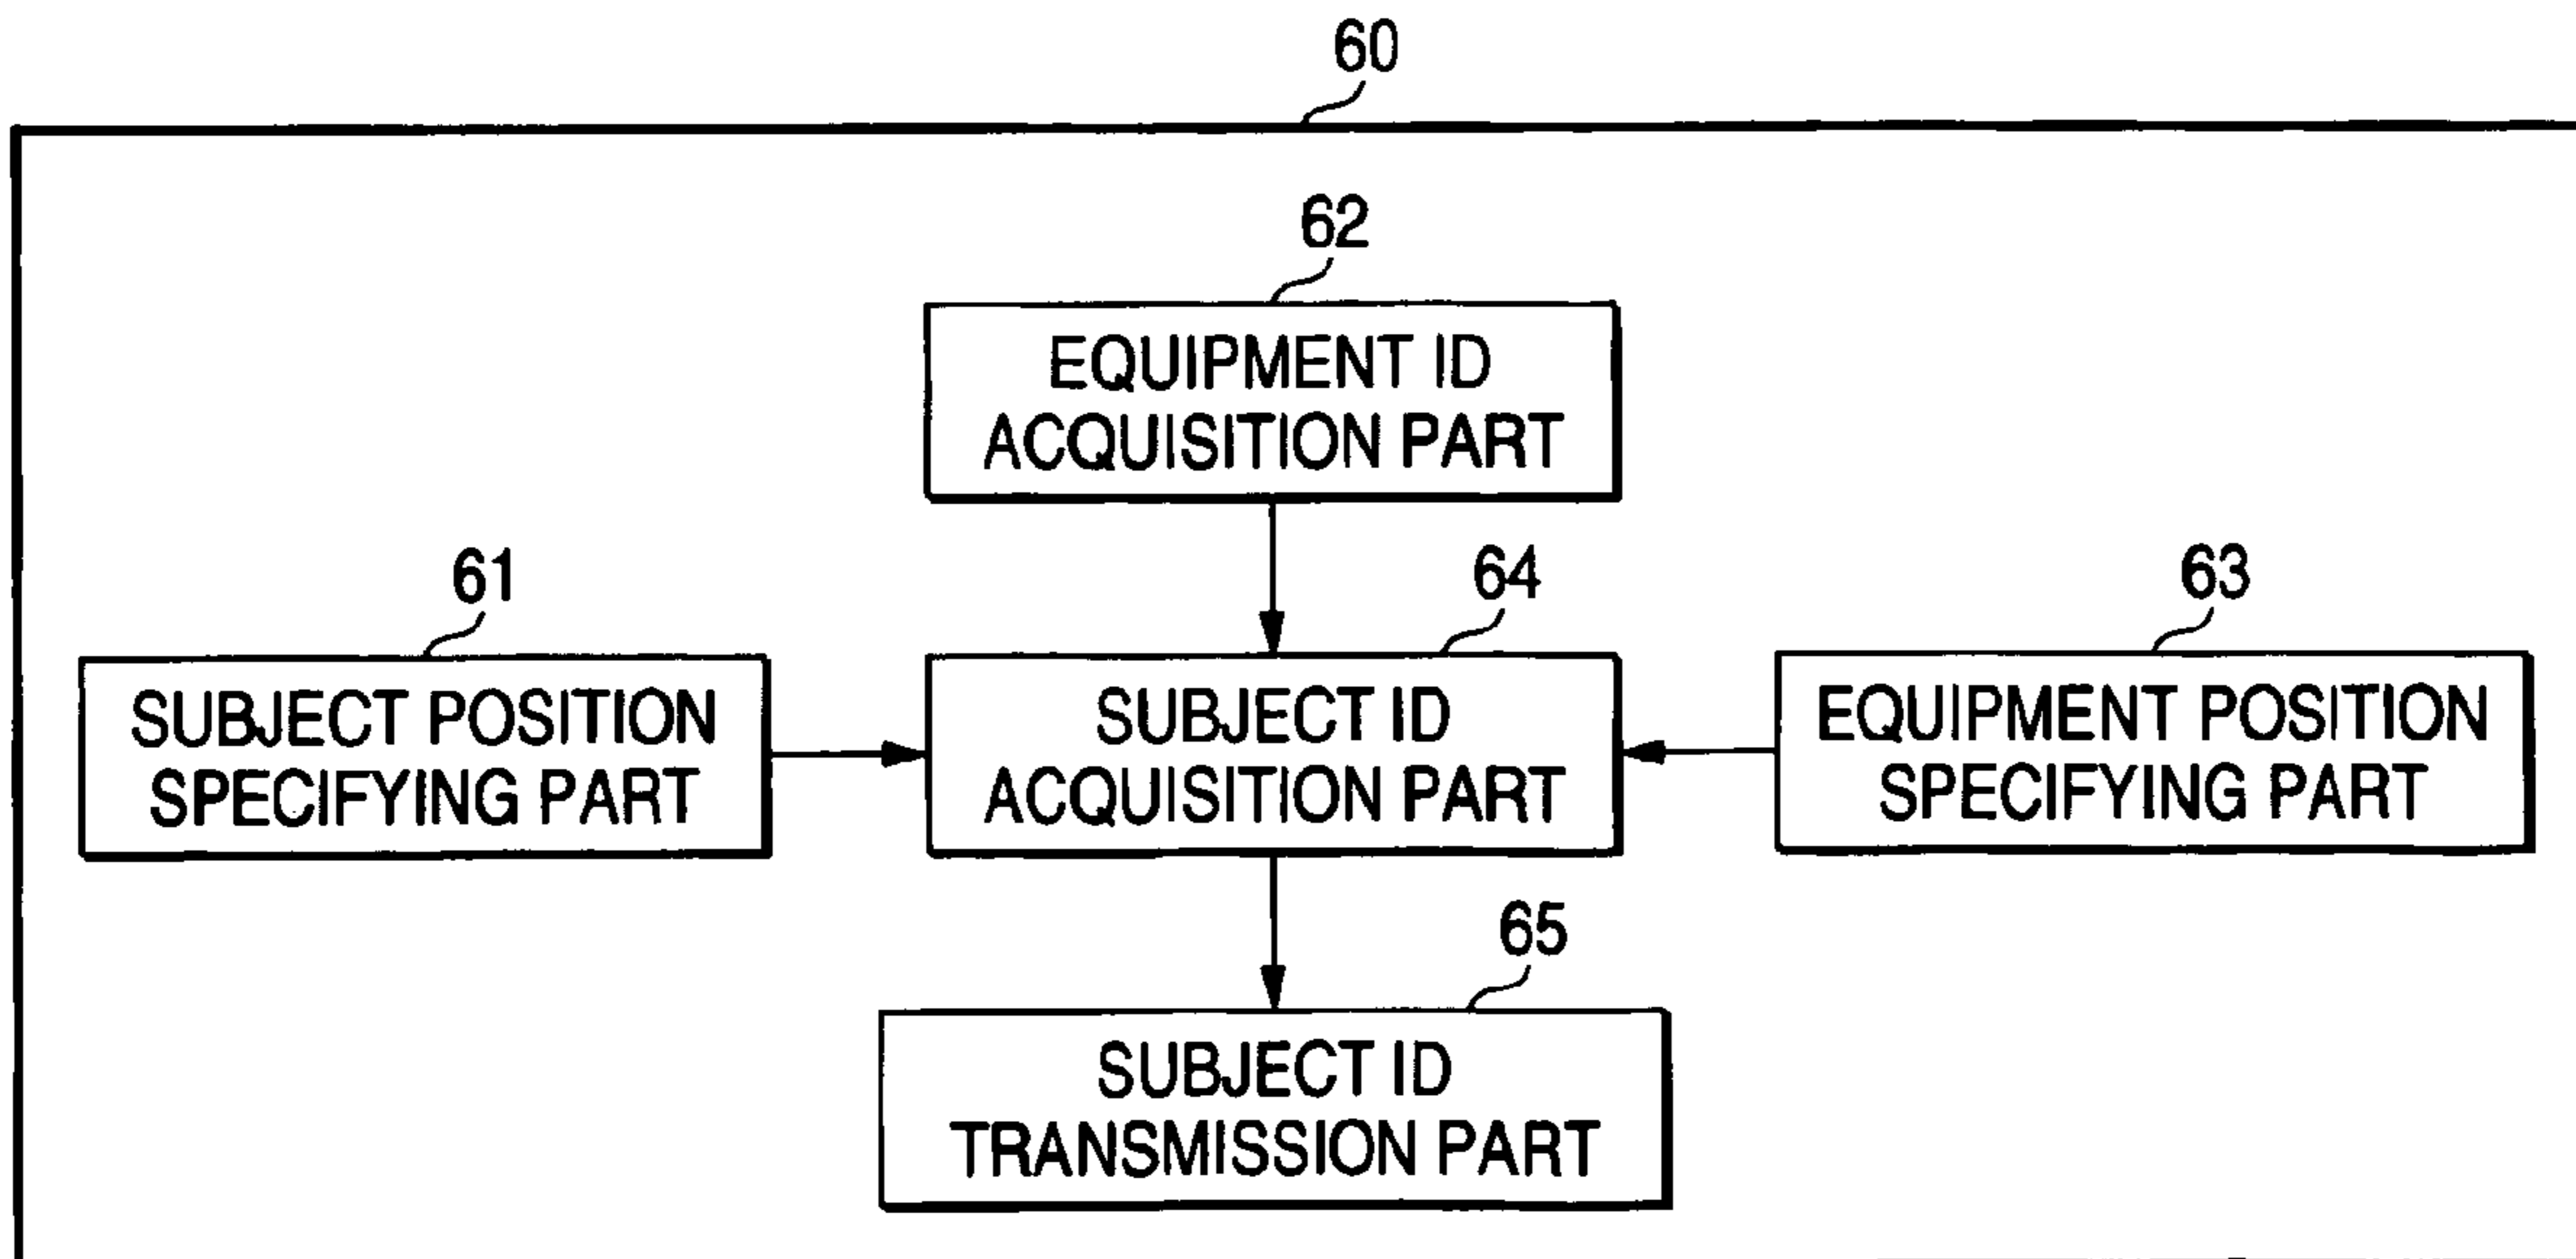 60
62
EQUIPMENT ID
ACQUISITION PART
61
64
63
SUBJECT POSITION
SPECIFYING PART
SUBJECT ID
ACQUISITION PART
EQUIPMENT POSITION
SPECIFYING PART
65
SUBJECT ID
TRANSMISSION PART